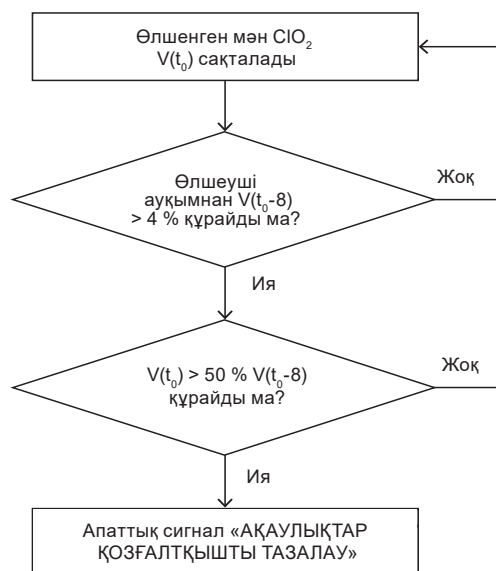 Өлшенген мән ClO₂
V(t₀) сақталады
Өлшеуші
ауқымнан V(t₀-8)
> 4 % құрайды ма?
Жоқ
Ия
V(t₀) > 50 % V(t₀-8)
құрайды ма?
Жоқ
Ия
Апаттық сигнал «АҚАУЛЫҚТАР
ҚОЗҒАЛТҚЫШТЫ ТАЗАЛАУ»